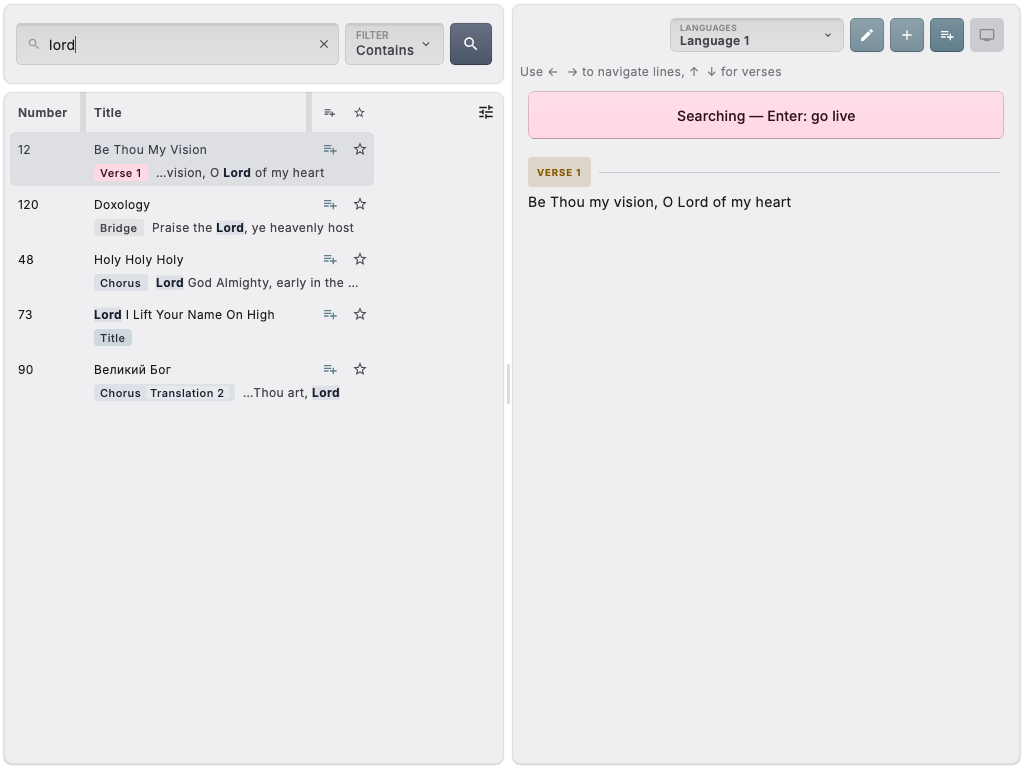 lord
FILTER
Contains
Number Title
12 Be Thou My Vision
Verse 1 ...vision, O Lord of my heart
120 Doxology
Bridge Praise the Lord, ye heavenly host
48 Holy Holy Holy
Chorus Lord God Almighty, early in the ...
73 Lord I Lift Your Name On High
Title
90 Великий Бог
Chorus Translation 2 ...Thou art, Lord
LANGUAGES
Language 1
Use ← → to navigate lines, ↑ ↓ for verses
Searching — Enter: go live
VERSE 1
Be Thou my vision, O Lord of my heart